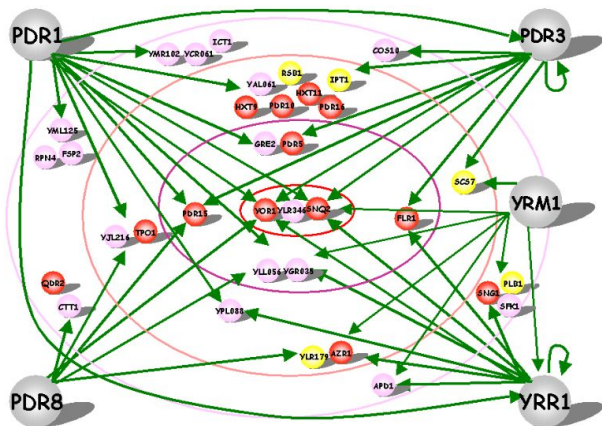 PDR1
PDR3
ICT1
YMR102 YCR061
COS10
RSB1
YAL061
IPT1
HXT11
HXT9 PDR10 PDR16
YML125
RPN4 FSP2
GRE2 PDR5
SCS7
PDR15
YOR1 YLR346 SNQ2
FLR1
YRM1
YJL216 TPO1
QDR2
CTT1
YLL056 YGR035
PLB1
SNG1
SFK1
YPL088
YLR179 AZR1
APD1
PDR8
YRR1